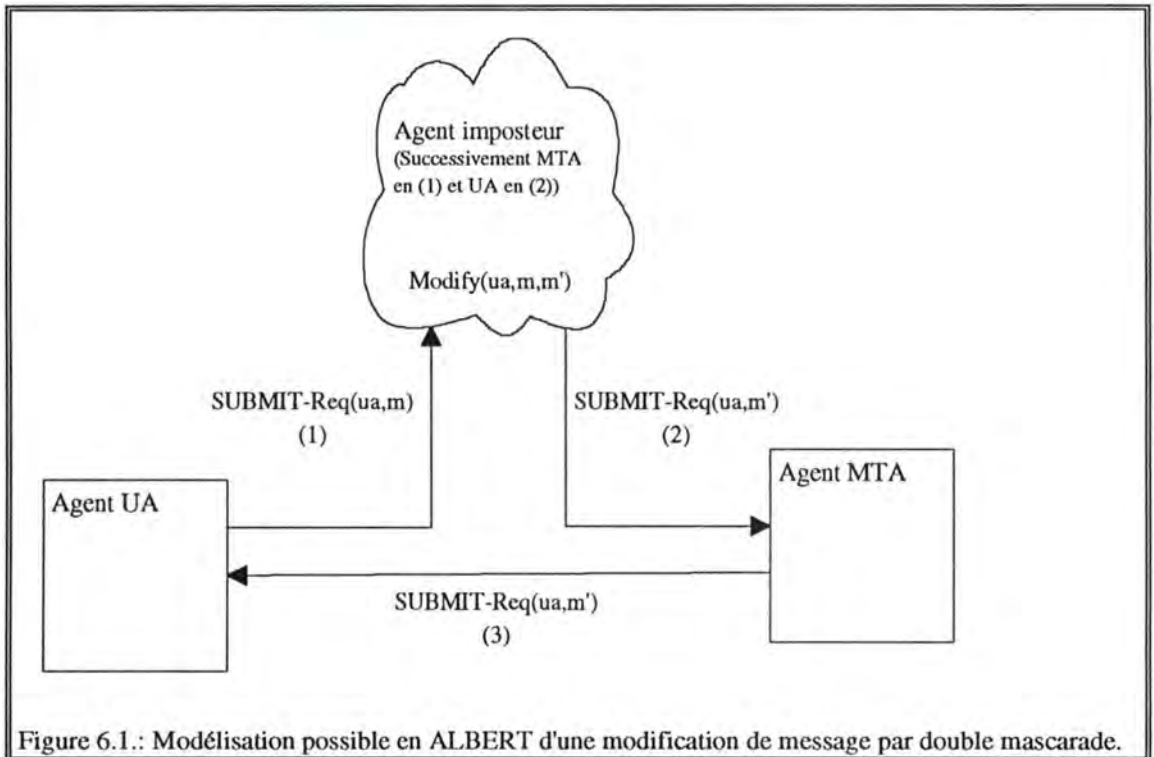 Agent imposteur
(Successivement MTA
en (1) et UA en (2))
Modify(ua,m,m')
SUBMIT-Req(ua,m)
(1)
SUBMIT-Req(ua,m')
(2)
Agent UA
Agent MTA
SUBMIT-Req(ua,m')
(3)
Figure 6.1.: Modélisation possible en ALBERT d'une modification de message par double mascarade.